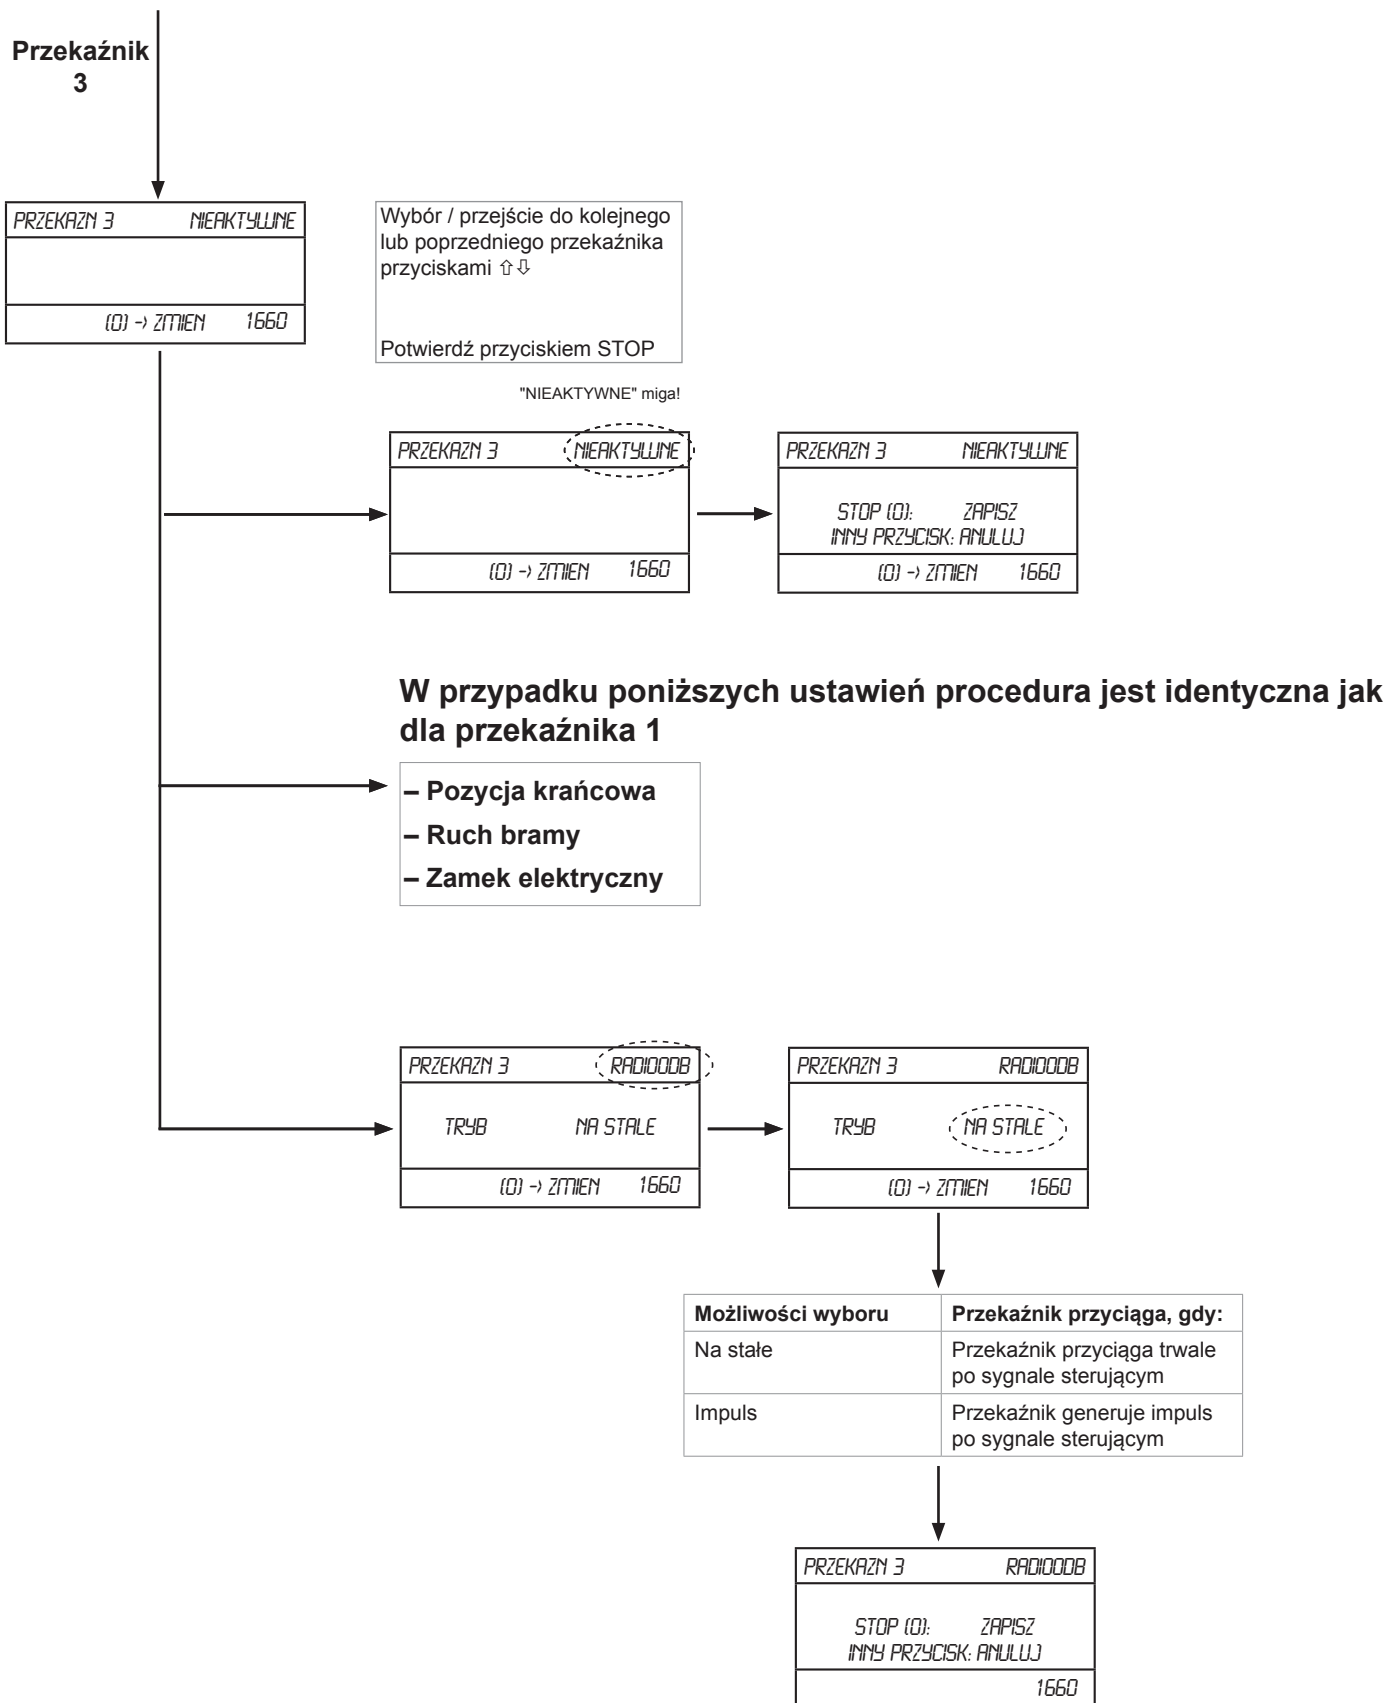 Przekaźnik
3
PRZEKAZN 3 NIEAKTYWNE
(0) -> ZMIEN 1660
Wybór / przejście do kolejnego
lub poprzedniego przekaźnika
przyciskami ⇧⇩
Potwierdź przyciskiem STOP
"NIEAKTYWNE" miga!
PRZEKAZN 3 NIEAKTYWNE
(0) -> ZMIEN 1660
PRZEKAZN 3 NIEAKTYWNE
STOP (0): ZAPISZ
INNY PRZYCISK: ANULUJ
(0) -> ZMIEN 1660
W przypadku poniższych ustawień procedura jest identyczna jak
dla przekaźnika 1
– Pozycja krańcowa
– Ruch bramy
– Zamek elektryczny
PRZEKAZN 3 RADIOODB
TRYB NA STALE
(0) -> ZMIEN 1660
PRZEKAZN 3 RADIOODB
TRYB NA STALE
(0) -> ZMIEN 1660
Możliwości wyboru Przekaźnik przyciąga, gdy:
Na stałe Przekaźnik przyciąga trwale
po sygnale sterującym
Impuls Przekaźnik generuje impuls
po sygnale sterującym
PRZEKAZN 3 RADIOODB
STOP (0): ZAPISZ
INNY PRZYCISK: ANULUJ
1660